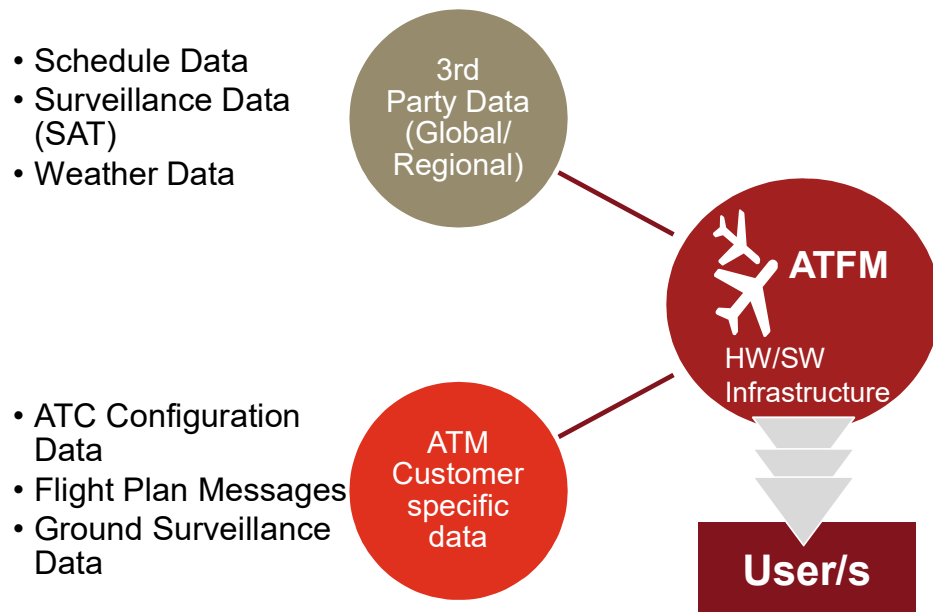 • Schedule Data
• Surveillance Data
(SAT)
• Weather Data
3rd
Party Data
(Global/
Regional)
ATFM
HW/SW
Infrastructure
• ATC Configuration
Data
• Flight Plan Messages
• Ground Surveillance
Data
ATM
Customer
specific
data
User/s